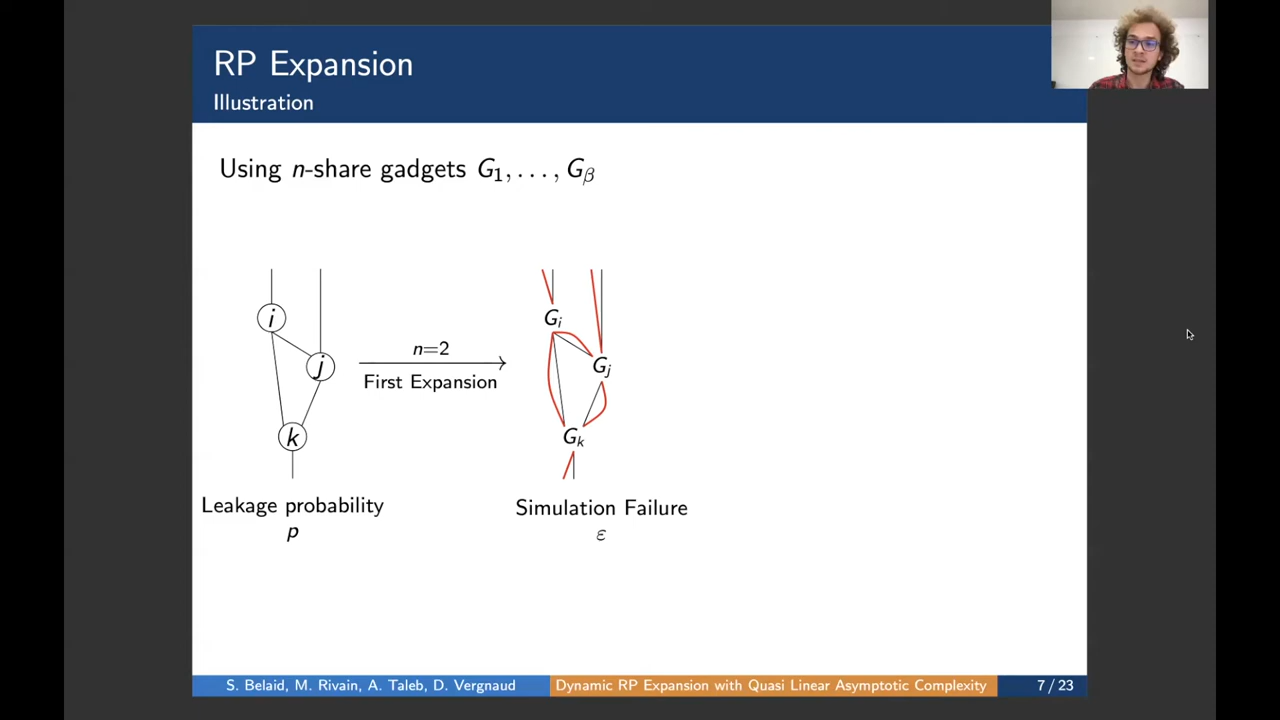 RP Expansion
Illustration
Using n-share gadgets G₁, . . . , Gβ
i
j
k
n=2
First Expansion
Gᵢ
Gⱼ
Gₖ
Leakage probability
p
Simulation Failure
ε
S. Belaid, M. Rivain, A. Taleb, D. Vergnaud
Dynamic RP Expansion with Quasi Linear Asymptotic Complexity
7 / 23